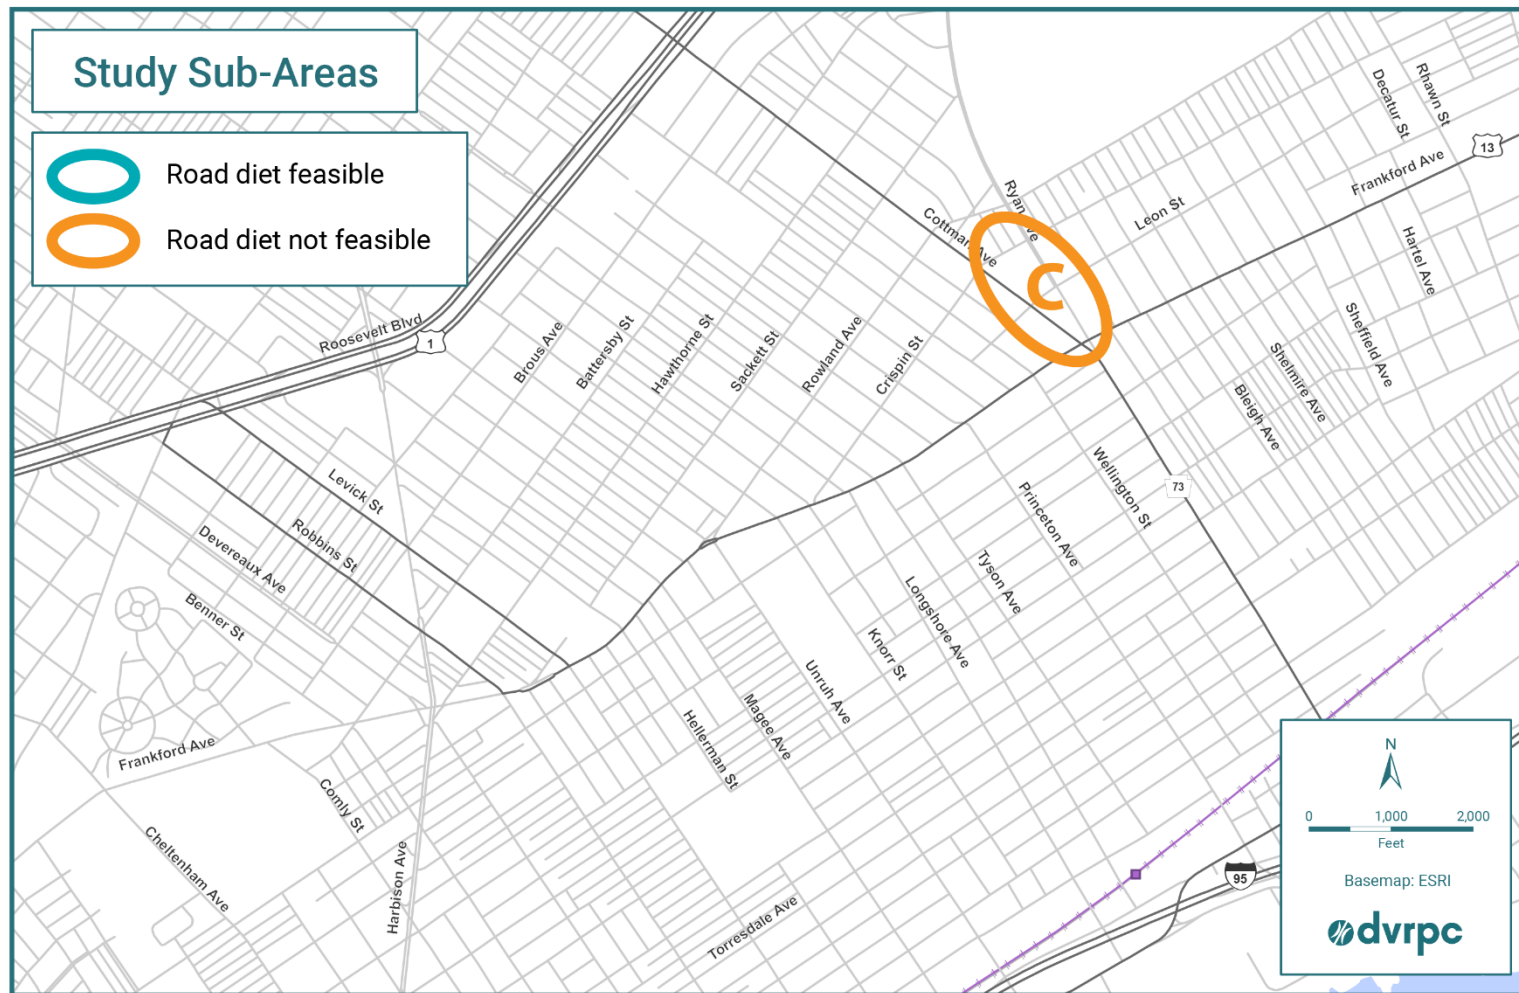 Study Sub-Areas
Road diet feasible
Road diet not feasible
Rhawn St
Decatur St
13
Frankford Ave
Ryan Ave
Leon St
Cottman Ave
Hartel Ave
C
Roosevelt Blvd
1
Brous Ave
Battersby St
Hawthorne St
Sackett St
Rowland Ave
Crispin St
Sheffield Ave
Shelmire Ave
Bleigh Ave
Levick St
Robbins St
Devereaux Ave
Benner St
Wellington St
73
Princeton Ave
Tyson Ave
Longshore Ave
Knorr St
Unruh Ave
Magee Ave
Hellerman St
Frankford Ave
Comly St
Cheltenham Ave
Harbison Ave
Torresdale Ave
95
N
0 1,000 2,000
Feet
Basemap: ESRI
dvrpc